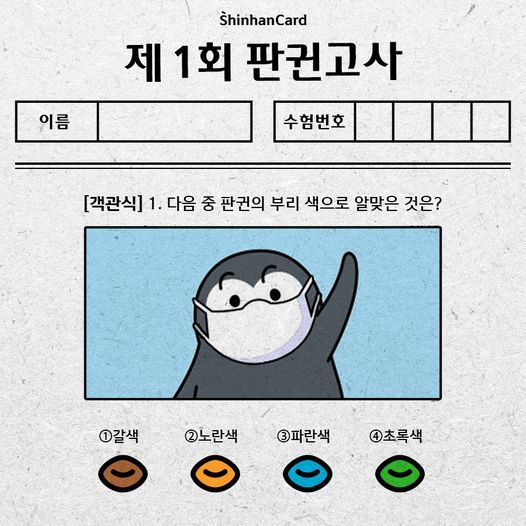 ShinhanCard
제 1회 판귄고사
이름
수험번호
[객관식] 1. 다음 중 판귄의 부리 색으로 알맞은 것은?
①갈색 ②노란색 ③파란색 ④초록색